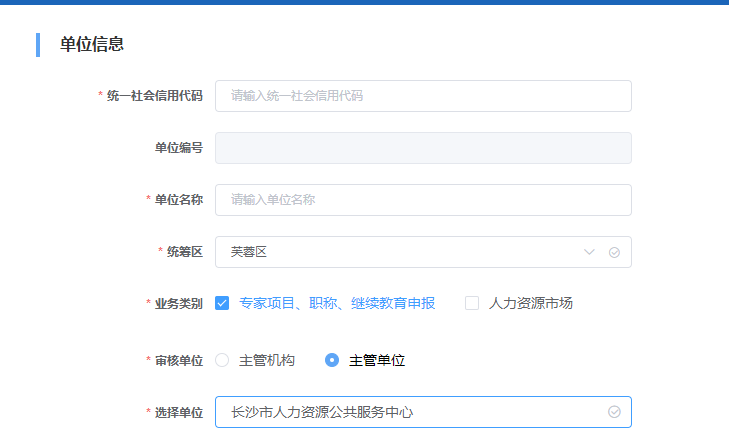 单位信息
* 统一社会信用代码 请输入统一社会信用代码
单位编号
* 单位名称 请输入单位名称
* 统筹区 芙蓉区
* 业务类别 专家项目、职称、继续教育申报 人力资源市场
* 审核单位 主管机构 主管单位
* 选择单位 长沙市人力资源公共服务中心